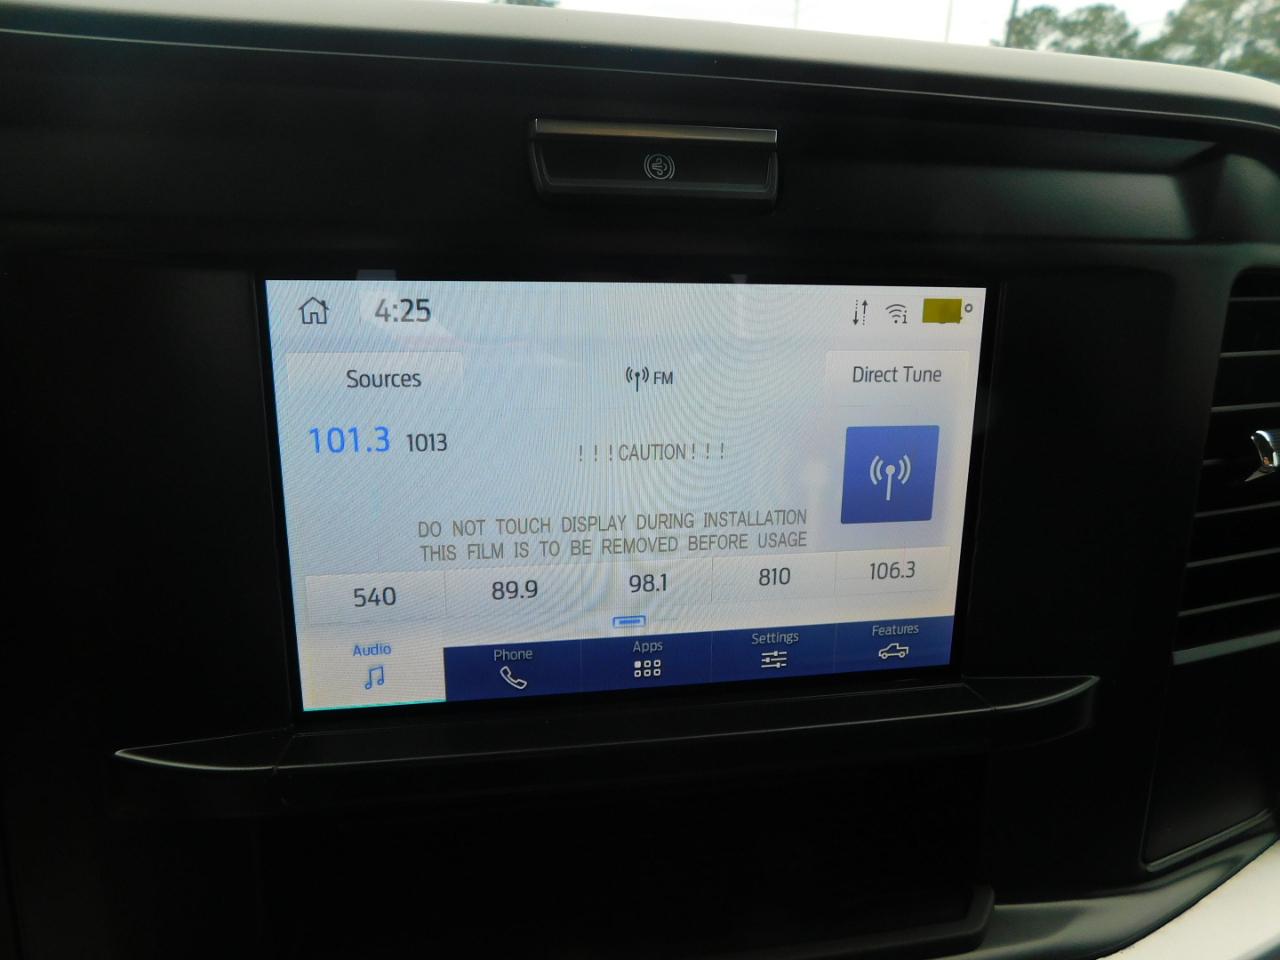 4:25
Sources
FM
Direct Tune
101.3 1013
! ! ! CAUTION ! ! !
DO NOT TOUCH DISPLAY DURING INSTALLATION
THIS FILM IS TO BE REMOVED BEFORE USAGE
540 89.9 98.1 810 106.3
Audio Phone Apps Settings Features